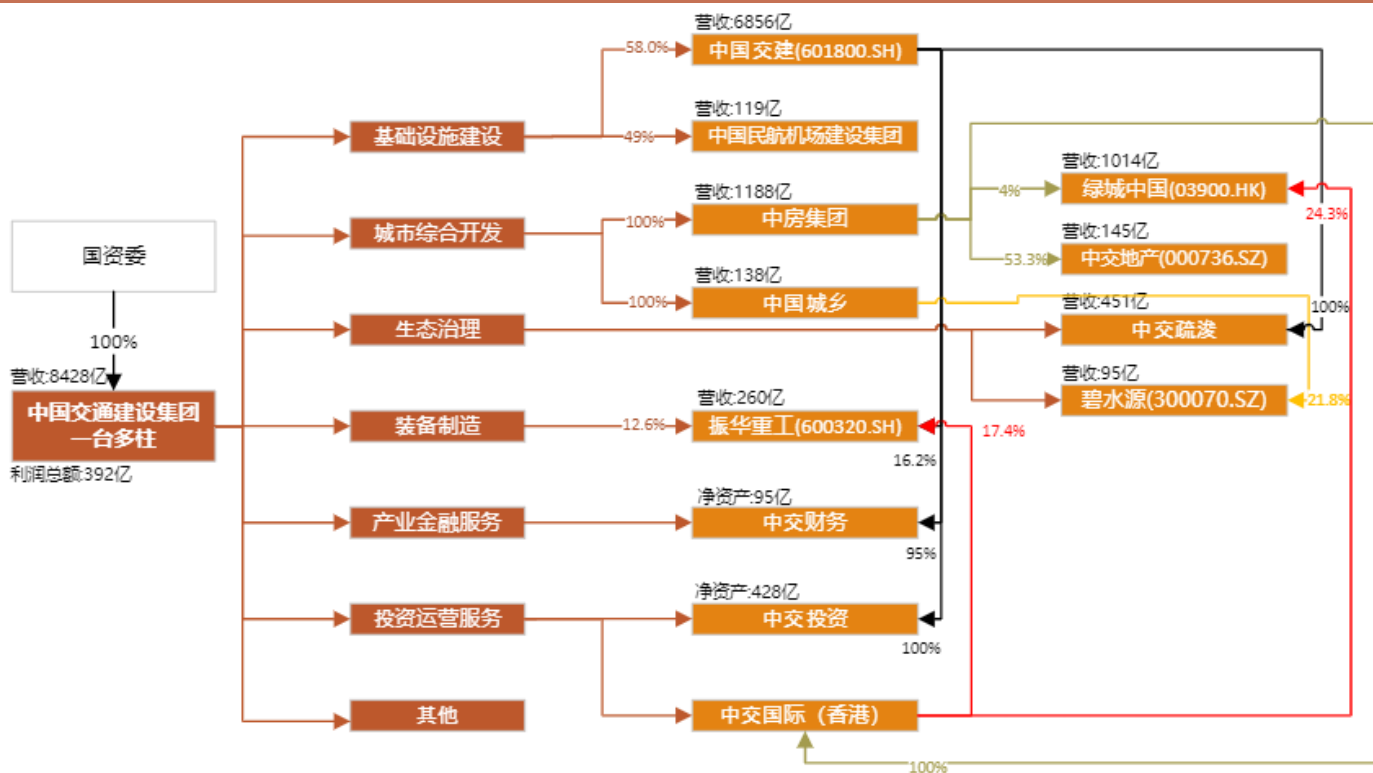 国资委
100%
营收:8428亿
中国交通建设集团
一台多柱
利润总额:392亿
基础设施建设
城市综合开发
生态治理
装备制造
产业金融服务
投资运营服务
其他
58.0%
营收:6856亿
中国交建(601800.SH)
49%
营收:119亿
中国民航机场建设集团
100%
营收:1188亿
中房集团
100%
营收:138亿
中国城乡
12.6%
营收:260亿
振华重工(600320.SH)
16.2%
17.4%
净资产:95亿
中交财务
95%
净资产:428亿
中交投资
100%
中交国际（香港）
100%
4%
营收:1014亿
绿城中国(03900.HK)
24.3%
53.3%
营收:145亿
中交地产(000736.SZ)
营收:451亿
中交疏浚
100%
营收:95亿
碧水源(300070.SZ)
21.8%